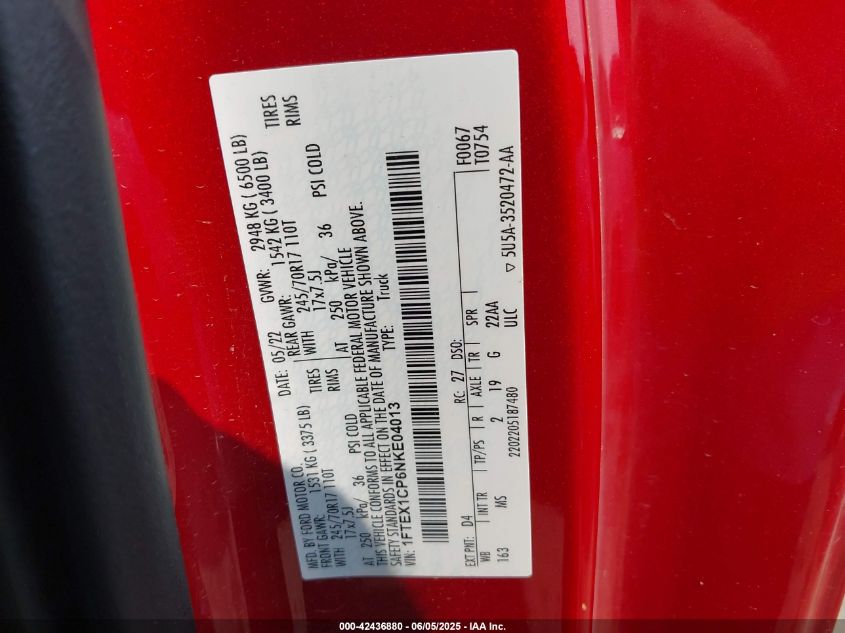 MFD. BY FORD MOTOR CO.
DATE: 05/22 GVWR: 2948 KG ( 6500 LB)
FRONT GAWR: 1531 KG ( 3375 LB) REAR GAWR: 1542 KG ( 3400 LB)
WITH 245/70R17 110T TIRES WITH 245/70R17 110T TIRES
17x7.5J RIMS 17x7.5J RIMS
AT 250 kPa/ 36 PSI COLD AT 250 kPa/ 36 PSI COLD
THIS VEHICLE CONFORMS TO ALL APPLICABLE FEDERAL MOTOR VEHICLE
SAFETY STANDARDS IN EFFECT ON THE DATE OF MANUFACTURE SHOWN ABOVE.
VIN: 1FTEX1CP6NKE04013 TYPE: Truck
F0067
T0754
EXT PNT: D4 RC: 27 DSO:
WB INT TR TP/PS R AXLE TR SPR
163 MS 2 19 G 22AA
ULC
2202205187480
▽ 5U5A-3520472-AA
000-42436880 - 06/05/2025 - IAA Inc.